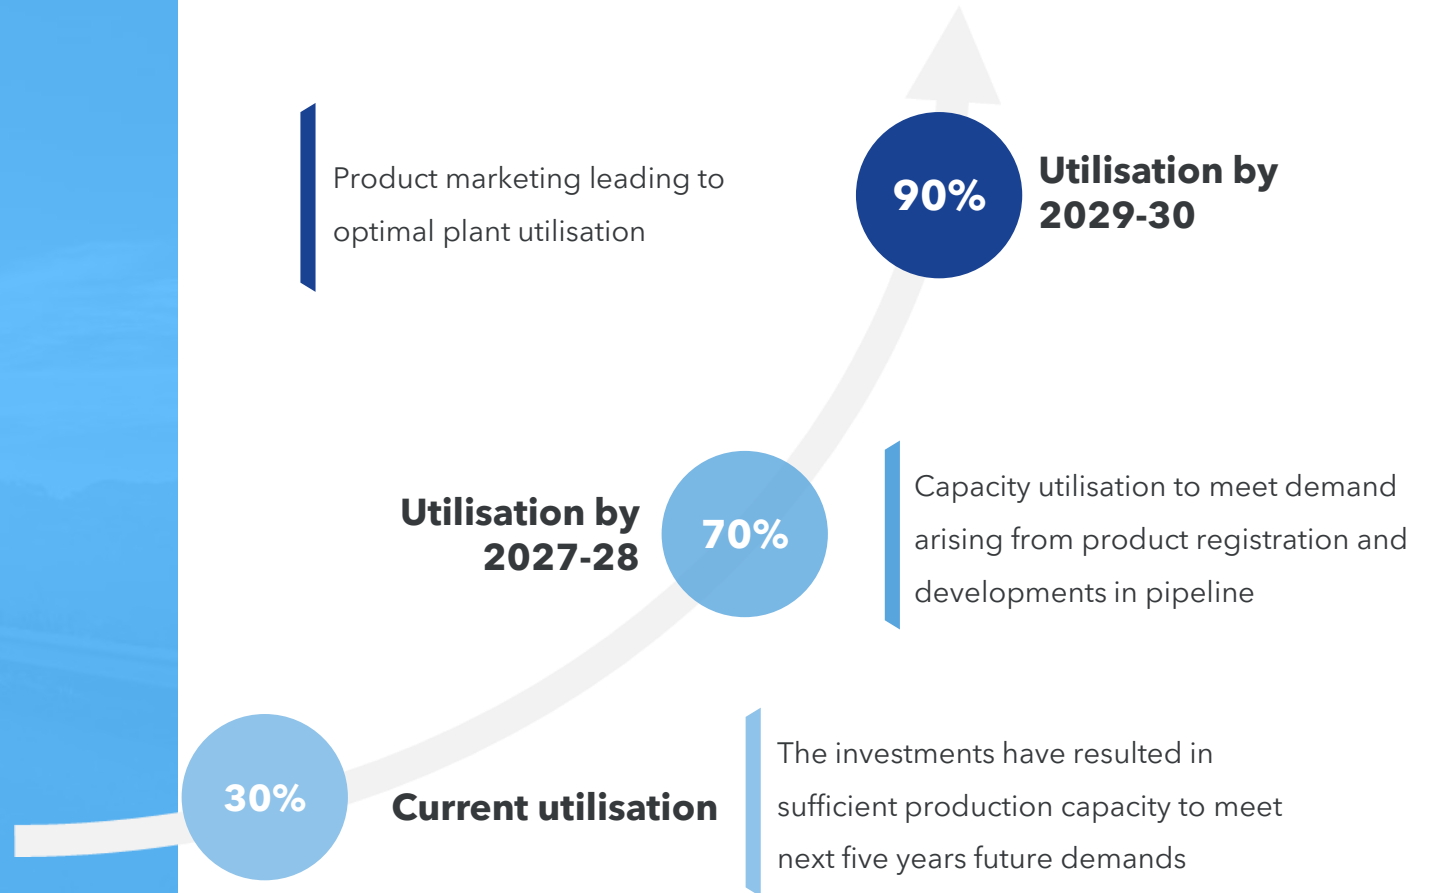 Product marketing leading to
optimal plant utilisation
90%
Utilisation by
2029-30
Utilisation by
2027-28
70%
Capacity utilisation to meet demand
arising from product registration and
developments in pipeline
30%
Current utilisation
The investments have resulted in
sufficient production capacity to meet
next five years future demands